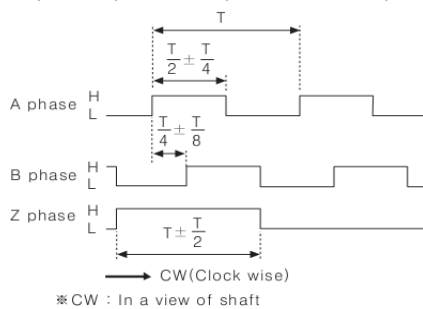 T
T/2 ± T/4
A phase H L
T/4 ± T/8
B phase H L
Z phase H L
T ± T/2
CW(Clock wise)
※CW : In a view of shaft